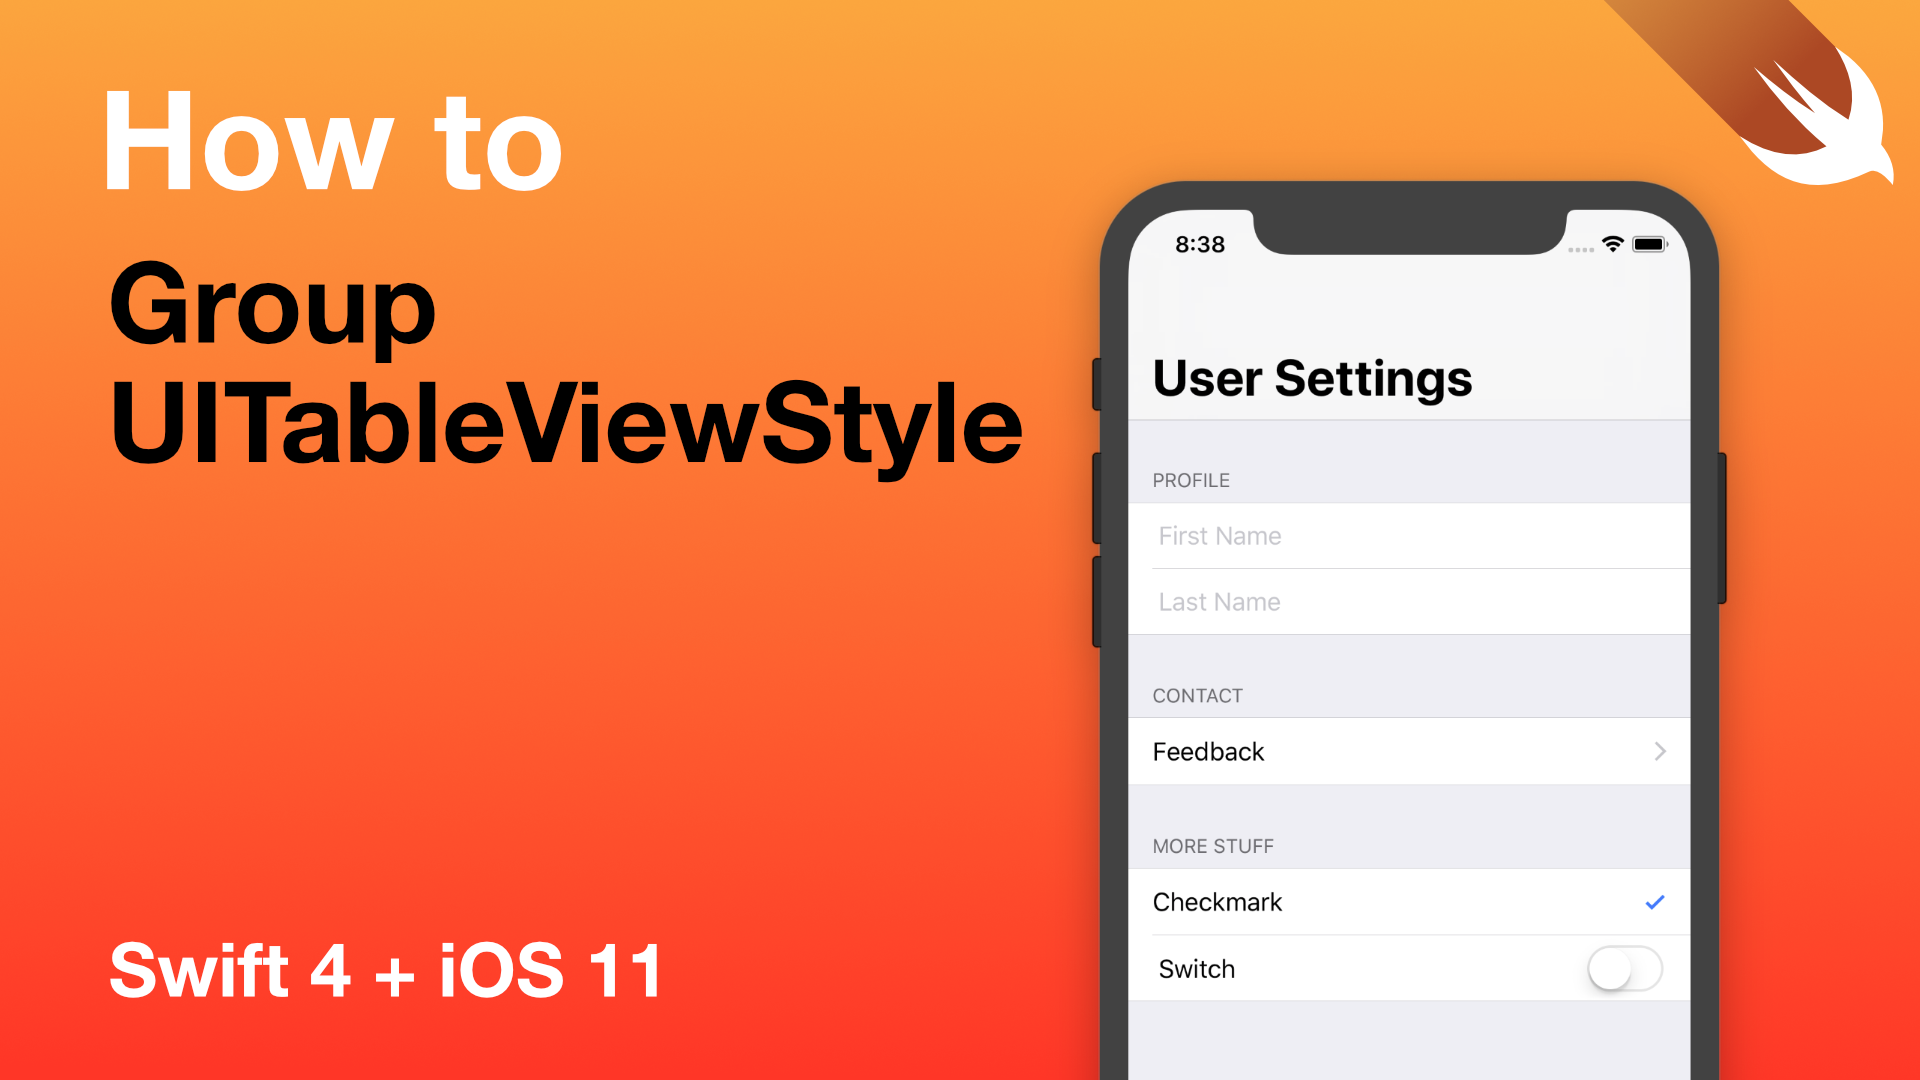 How to
Group
UITableViewStyle
Swift 4 + iOS 11
8:38
User Settings
PROFILE
First Name
Last Name
CONTACT
Feedback
MORE STUFF
Checkmark
Switch